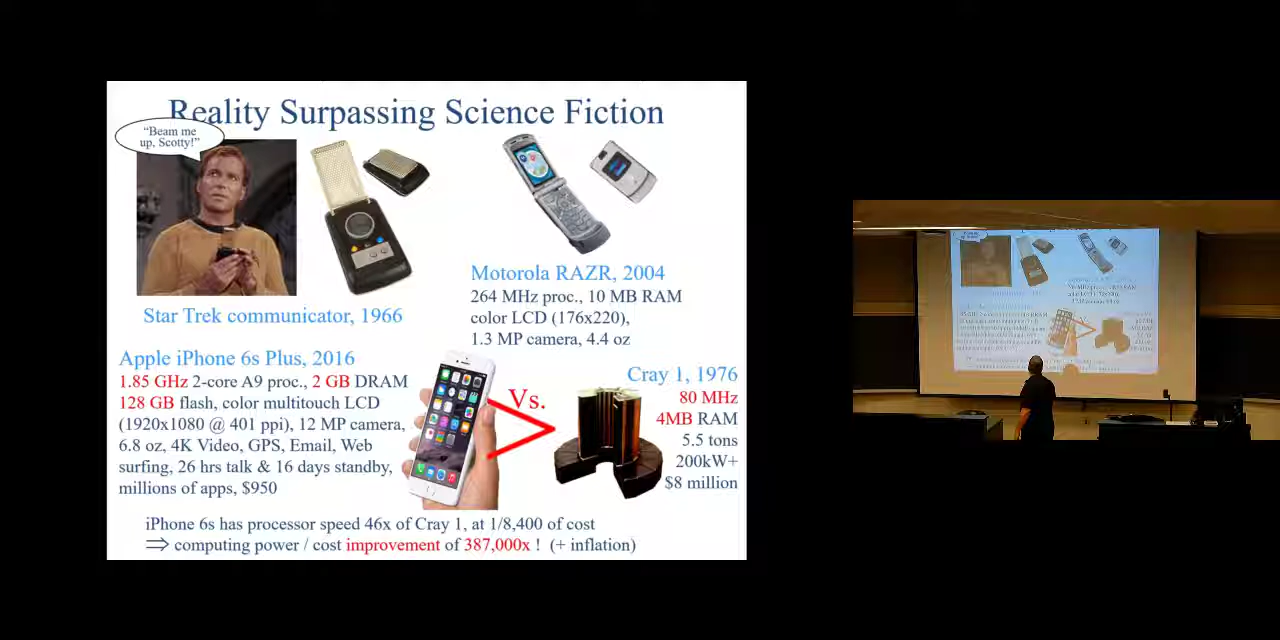 Reality Surpassing Science Fiction
"Beam me
up, Scotty!"
Star Trek communicator, 1966
Motorola RAZR, 2004
264 MHz proc., 10 MB RAM
color LCD (176x220),
1.3 MP camera, 4.4 oz
Apple iPhone 6s Plus, 2016
1.85 GHz 2-core A9 proc., 2 GB DRAM
128 GB flash, color multitouch LCD
(1920x1080 @ 401 ppi), 12 MP camera,
6.8 oz, 4K Video, GPS, Email, Web
surfing, 26 hrs talk & 16 days standby,
millions of apps, $950
Vs.
Cray 1, 1976
80 MHz
4MB RAM
5.5 tons
200kW+
$8 million
iPhone 6s has processor speed 46x of Cray 1, at 1/8,400 of cost
⇒ computing power / cost improvement of 387,000x ! (+ inflation)